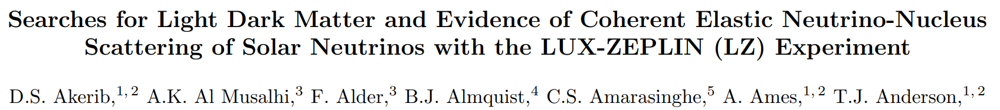 Searches for Light Dark Matter and Evidence of Coherent Elastic Neutrino-Nucleus
Scattering of Solar Neutrinos with the LUX-ZEPLIN (LZ) Experiment
D.S. Akerib,1, 2 A.K. Al Musalhi,3 F. Alder,3 B.J. Almquist,4 C.S. Amarasinghe,5 A. Ames,1, 2 T.J. Anderson,1, 2